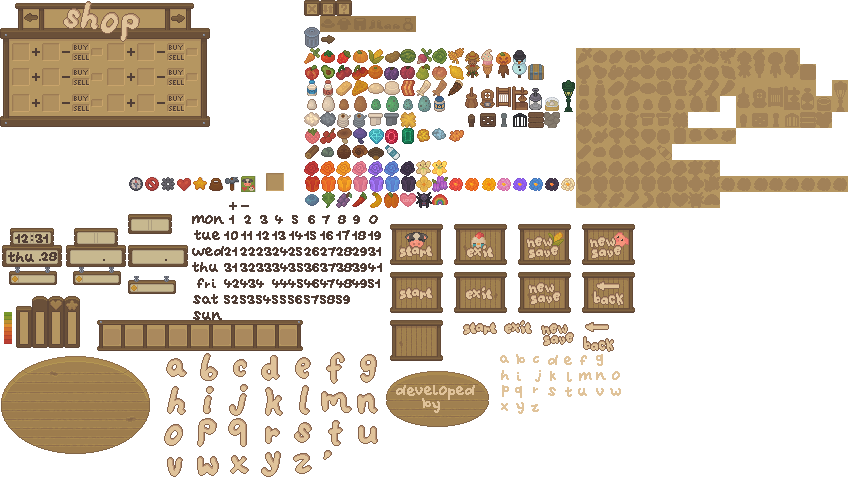 shop
+ - BUY SELL + - BUY SELL
+ - BUY SELL + - BUY SELL
+ - BUY SELL + - BUY SELL
+ -
mon 1 2 3 4 5 6 7 8 9 0
tue 10 11 12 13 14 15 16 17 18 19
wed 21 22 23 24 25 26 27 28 29 31
thu 31 32 33 34 35 36 37 38 39 41
fri 42 43 4 44 45 46 47 48 49 51
sat 52 53 54 55 56 57 58 59
sun
12:31
thu .28
start exit new save new save
start exit new save back
start exit new save back
a b c d e f g
h i j k l m n
o p q r s t u
v w x y z '
developed
by
a b c d e f g
h i j k l m n o
p q r s t u v w
x y z